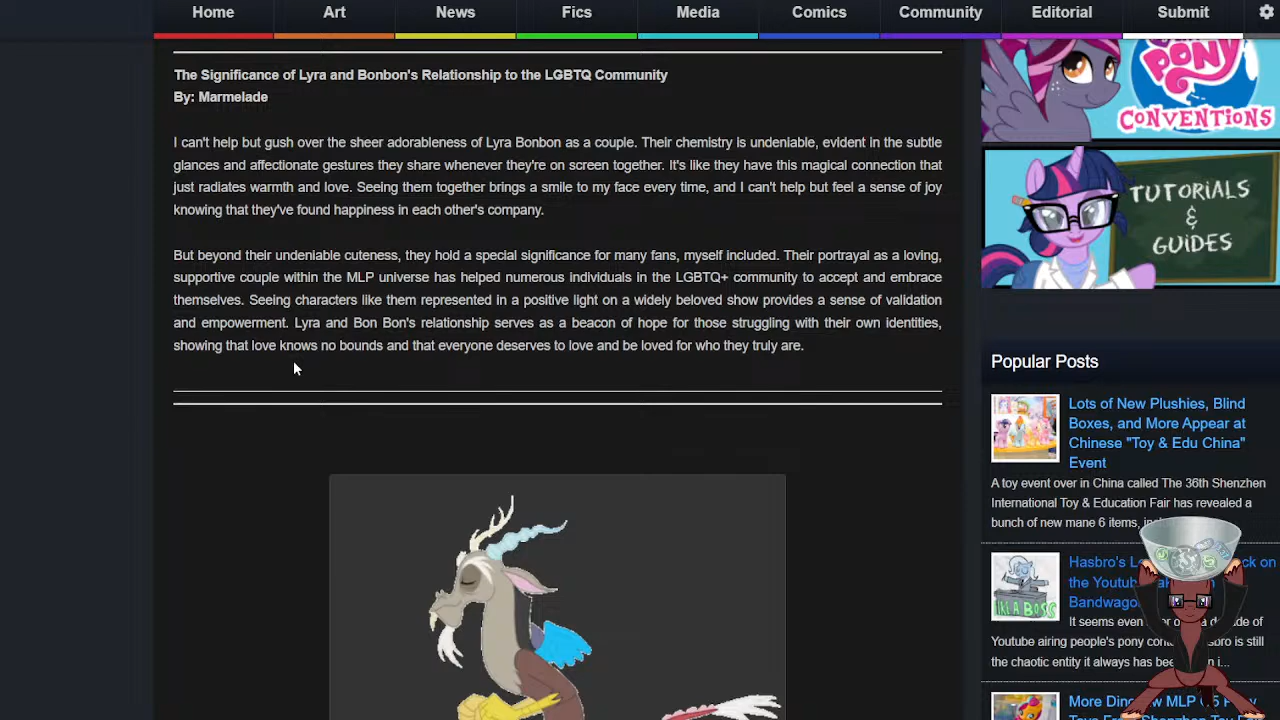 Home Art News Fics Media Comics Community Editorial Submit
The Significance of Lyra and Bonbon's Relationship to the LGBTQ Community
By: Marmelade
I can't help but gush over the sheer adorableness of Lyra Bonbon as a couple. Their chemistry is undeniable, evident in the subtle
glances and affectionate gestures they share whenever they're on screen together. It's like they have this magical connection that
just radiates warmth and love. Seeing them together brings a smile to my face every time, and I can't help but feel a sense of joy
knowing that they've found happiness in each other's company.
But beyond their undeniable cuteness, they hold a special significance for many fans, myself included. Their portrayal as a loving,
supportive couple within the MLP universe has helped numerous individuals in the LGBTQ+ community to accept and embrace
themselves. Seeing characters like them represented in a positive light on a widely beloved show provides a sense of validation
and empowerment. Lyra and Bon Bon's relationship serves as a beacon of hope for those struggling with their own identities,
showing that love knows no bounds and that everyone deserves to love and be loved for who they truly are.
PONY
CONVENTIONS
TUTORIALS
&
GUIDES
Popular Posts
Lots of New Plushies, Blind
Boxes, and More Appear at
Chinese "Toy & Edu China"
Event
A toy event over in China called The 36th Shenzhen
International Toy & Education Fair has revealed a
bunch of new mane 6 items,
Hasbro's ck on
the Youtub
Bandwago
LIKE A BOSS
It seems even de of
Youtube airing people's pony con is still
the chaotic entity it always has bee i...
More MLP